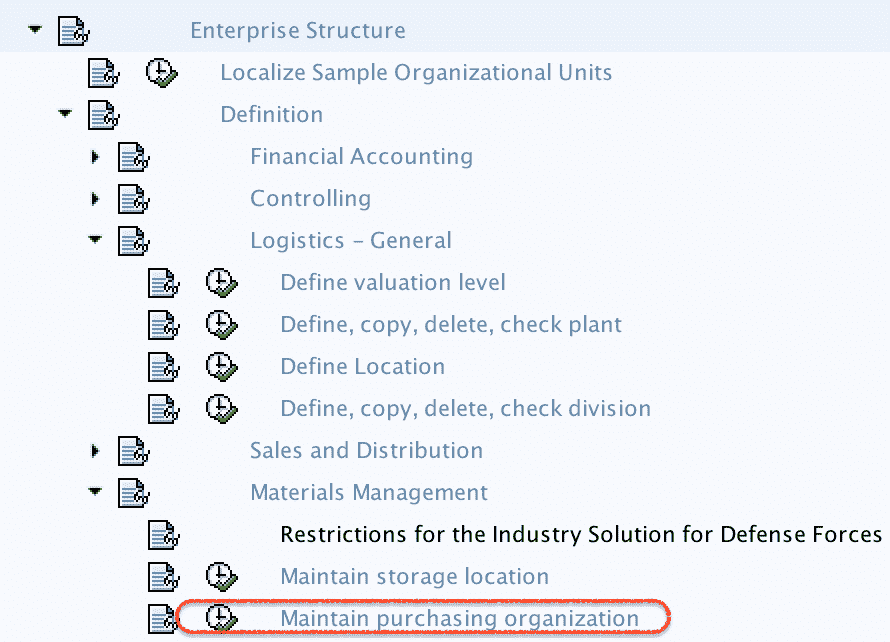 Enterprise Structure
Localize Sample Organizational Units
Definition
Financial Accounting
Controlling
Logistics – General
Define valuation level
Define, copy, delete, check plant
Define Location
Define, copy, delete, check division
Sales and Distribution
Materials Management
Restrictions for the Industry Solution for Defense Forces
Maintain storage location
Maintain purchasing organization